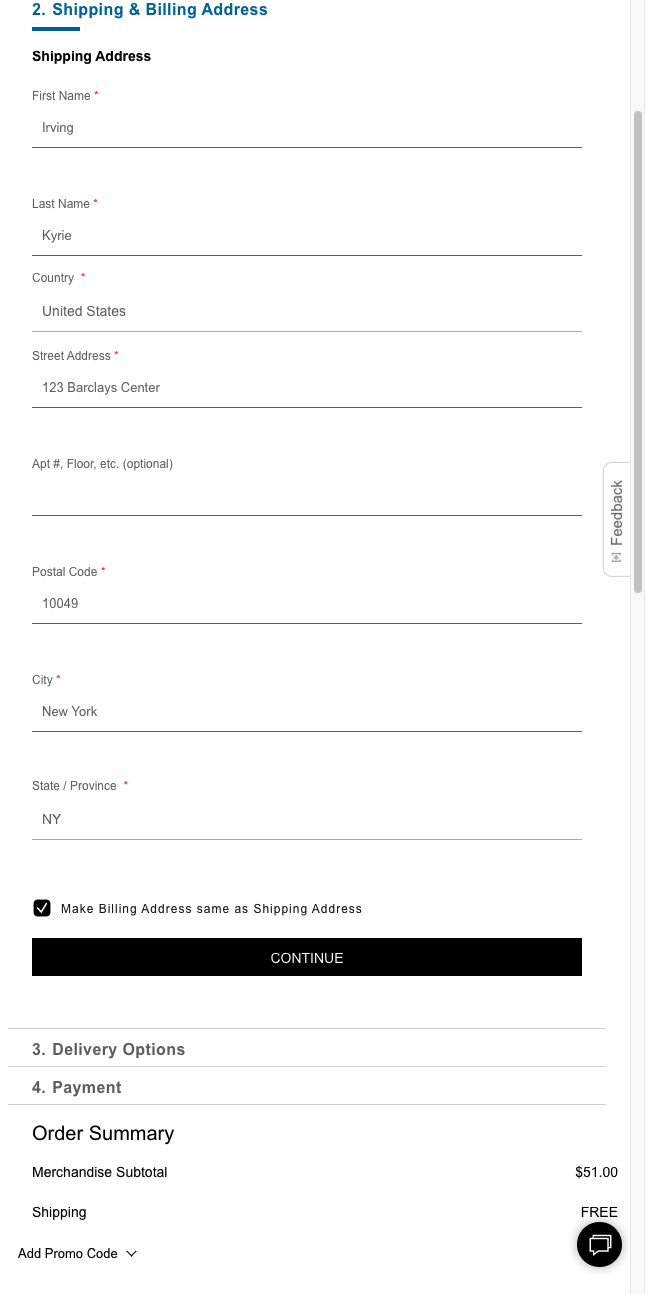 2. Shipping & Billing Address
Shipping Address
First Name *
Irving
Last Name *
Kyrie
Country *
United States
Street Address *
123 Barclays Center
Apt #, Floor, etc. (optional)
Feedback
Postal Code *
10049
City *
New York
State / Province *
NY
Make Billing Address same as Shipping Address
CONTINUE
3. Delivery Options
4. Payment
Order Summary
Merchandise Subtotal $51.00
Shipping FREE
Add Promo Code